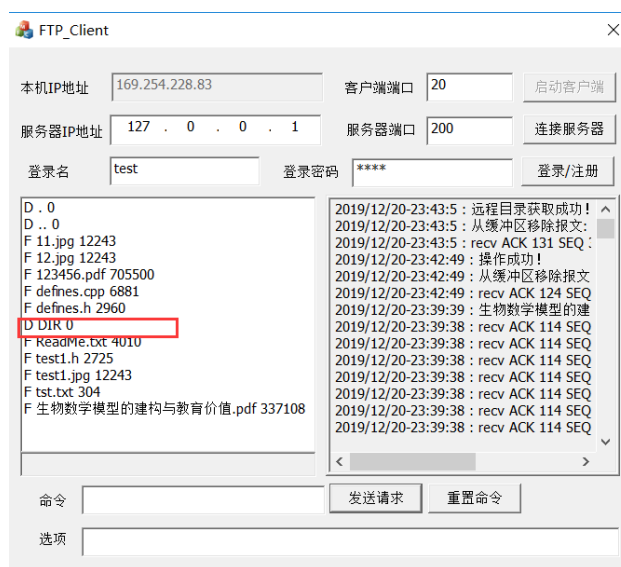 FTP_Client
本机IP地址 169.254.228.83 客户端端口 20 启动客户端
服务器IP地址 127 . 0 . 0 . 1 服务器端口 200 连接服务器
登录名 test 登录密码 **** 登录/注册
D . 0
D .. 0
F 11.jpg 12243
F 12.jpg 12243
F 123456.pdf 705500
F defines.cpp 6881
F defines.h 2960
D DIR 0
F ReadMe.txt 4010
F test1.h 2725
F test1.jpg 12243
F tst.txt 304
F 生物数学模型的建构与教育价值.pdf 337108
2019/12/20-23:43:5 : 远程目录获取成功!
2019/12/20-23:43:5 : 从缓冲区移除报文:
2019/12/20-23:43:5 : recv ACK 131 SEQ :
2019/12/20-23:42:49 : 操作成功!
2019/12/20-23:42:49 : 从缓冲区移除报文
2019/12/20-23:42:49 : recv ACK 124 SEQ
2019/12/20-23:39:39 : 生物数学模型的建
2019/12/20-23:39:38 : recv ACK 114 SEQ
2019/12/20-23:39:38 : recv ACK 114 SEQ
2019/12/20-23:39:38 : recv ACK 114 SEQ
2019/12/20-23:39:38 : recv ACK 114 SEQ
2019/12/20-23:39:38 : recv ACK 114 SEQ
2019/12/20-23:39:38 : recv ACK 114 SEQ
命令 发送请求 重置命令
选项